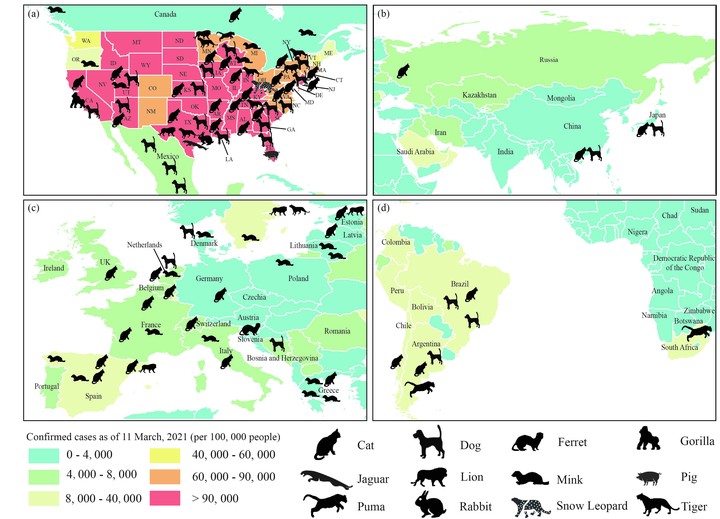 (a)
Canada
WA
MT
ND
OR
ID
WY
SD
MN
MI
NY
ME
VT
NH
MA
CT
NJ
DE
MD
NV
UT
CO
NE
KS
MO
IL
IN
OH
CA
AZ
NM
OK
TX
AR
MS
AL
NC
GA
LA
FL
Mexico
(b)
Russia
Kazakhstan
Mongolia
China
Japan
Iran
Saudi Arabia
India
(c)
Netherlands
Denmark
Estonia
Latvia
Lithuania
Ireland
UK
Belgium
Germany
Poland
Czechia
France
Switzerland
Austria
Slovenia
Romania
Italy
Bosnia and Herzegovina
Portugal
Spain
Greece
(d)
Colombia
Peru
Brazil
Bolivia
Chile
Argentina
Chad
Sudan
Nigera
Democratic Republic
of the Congo
Angola
Namibia
Zimbabwe
Botswana
South Africa
Confirmed cases as of 11 March, 2021 (per 100, 000 people)
0 - 4, 000
4, 000 - 8, 000
8, 000 - 40, 000
40, 000 - 60, 000
60, 000 - 90, 000
> 90, 000
Cat
Dog
Ferret
Gorilla
Jaguar
Lion
Mink
Pig
Puma
Rabbit
Snow Leopard
Tiger